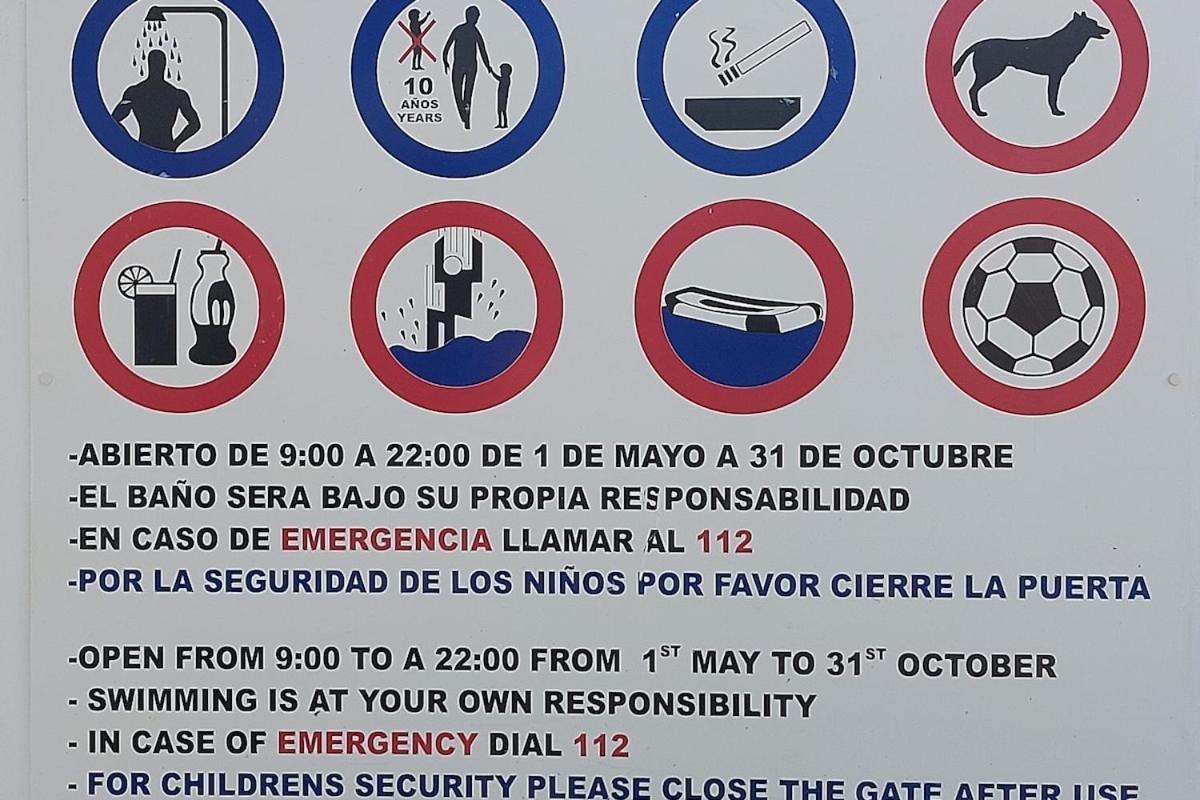 10
AÑOS
YEARS
-ABIERTO DE 9:00 A 22:00 DE 1 DE MAYO A 31 DE OCTUBRE
-EL BAÑO SERA BAJO SU PROPIA RESPONSABILIDAD
-EN CASO DE EMERGENCIA LLAMAR AL 112
-POR LA SEGURIDAD DE LOS NIÑOS POR FAVOR CIERRE LA PUERTA
-OPEN FROM 9:00 TO A 22:00 FROM 1ST MAY TO 31ST OCTOBER
- SWIMMING IS AT YOUR OWN RESPONSIBILITY
- IN CASE OF EMERGENCY DIAL 112
- FOR CHILDRENS SECURITY PLEASE CLOSE THE GATE AFTER USE